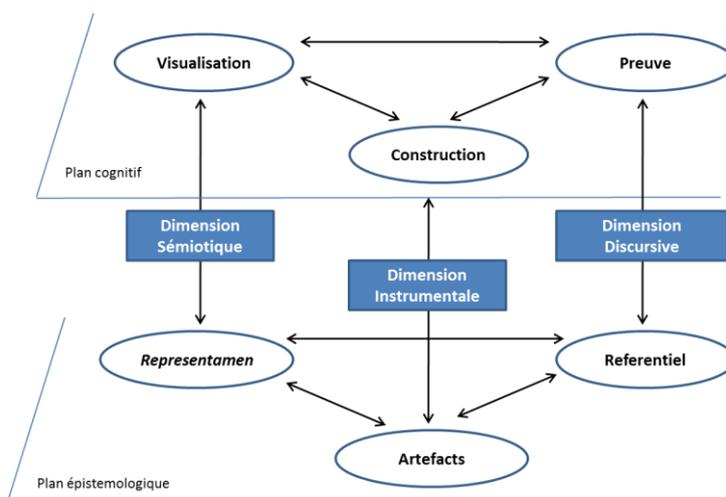 Visualisation
Preuve
Construction
Plan cognitif
Dimension
Sémiotique
Dimension
Discursive
Dimension
Instrumentale
Representamen
Referentiel
Artefacts
Plan épistemologique